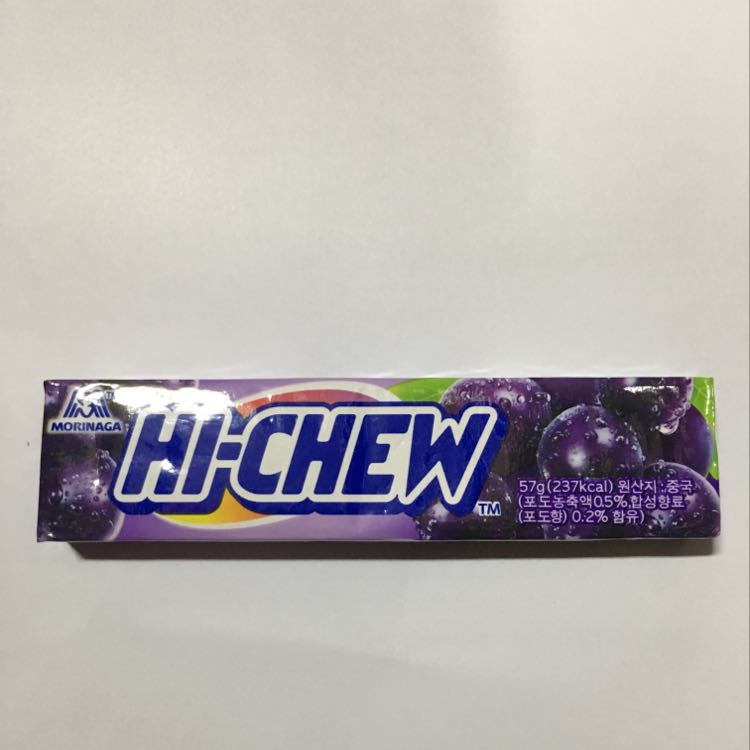 MORINAGA
HI-CHEW
TM
57g(237kcal) 원산지 :.중국
(포도농축액0.5%,합성향료
(포도향) 0.2% 함유)